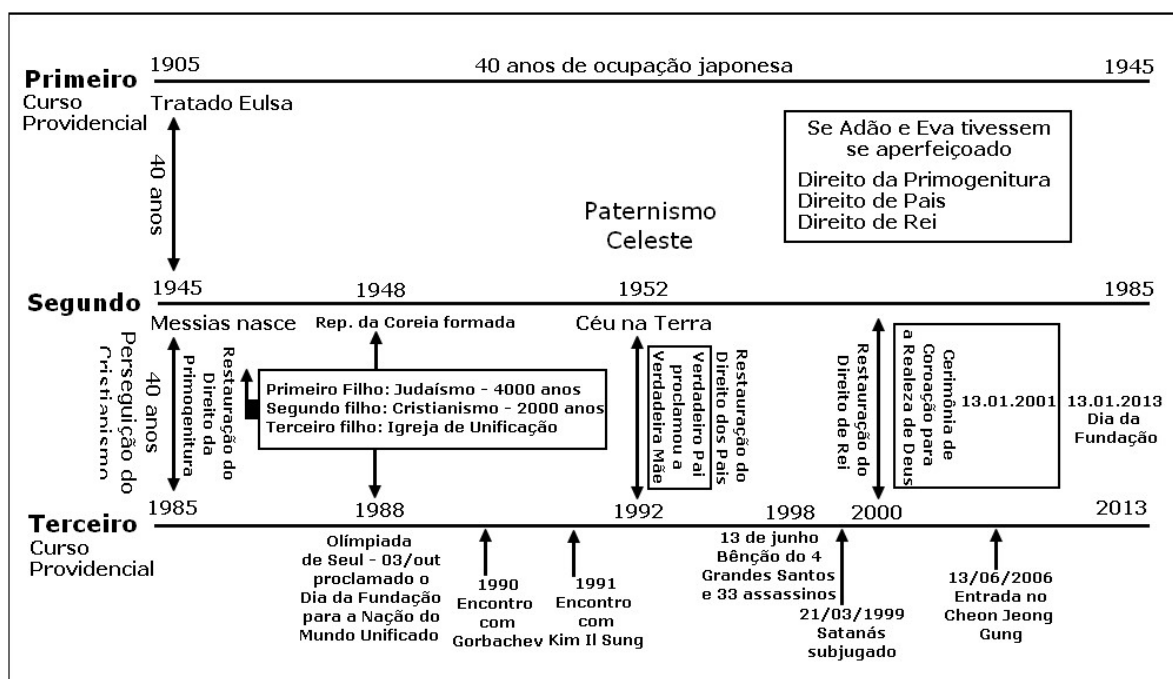 1905
40 anos de ocupação japonesa
1945
Primeiro
Curso
Providencial
Tratado Eulsa
40 anos
Se Adão e Eva tivessem
se aperfeiçoado
Direito da Primogenitura
Direito de Pais
Direito de Rei
Paternismo
Celeste
Segundo
1945
1948
1952
1985
Messias nasce
Rep. da Coreia formada
Céu na Terra
Perseguição do
Cristianismo
40 anos
Restauração do
Direito da
Primogenitura
Primeiro Filho: Judaísmo - 4000 anos
Segundo filho: Cristianismo - 2000 anos
Terceiro filho: Igreja de Unificação
Restauração do
Direito dos Pais
Verdadeiro Pai
proclamou a
Verdadeira Mãe
Restauração do
Direito de Rei
Cerimônia de
Coroação para
a Realeza de Deus
13.01.2001
13.01.2013
Dia da
Fundação
Terceiro
Curso
Providencial
1985
1988
1992
1998
2000
2013
Olímpiada
de Seul - 03/out
proclamado o
Dia da Fundação
para a Nação do
Mundo Unificado
1990
Encontro
com
Gorbachev
1991
Encontro
com
Kim Il Sung
13 de junho
Bênção do 4
Grandes Santos
e 33 assassinos
21/03/1999
Satanás
subjugado
13/06/2006
Entrada no
Cheon Jeong
Gung